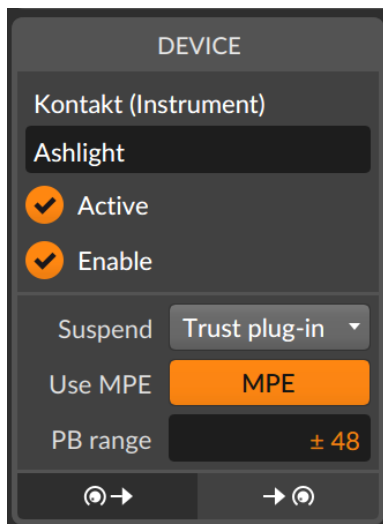 DEVICE
Kontakt (Instrument)
Ashlight
Active
Enable
Suspend Trust plug-in
Use MPE MPE
PB range ± 48